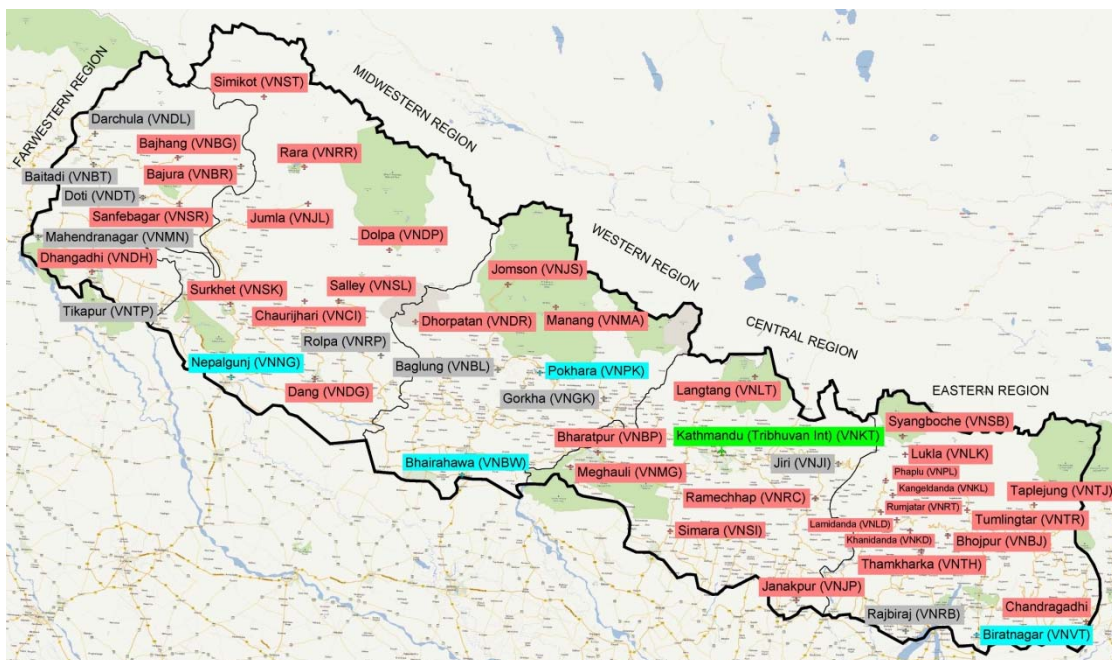 FARWESTERN REGION
MIDWESTERN REGION
WESTERN REGION
CENTRAL REGION
EASTERN REGION
Simikot (VNST)
Darchula (VNDL)
Bajhang (VNBG)
Rara (VNRR)
Baitadi (VNBT)
Bajura (VNBR)
Doti (VNDT)
Sanfebagar (VNSR)
Jumla (VNJL)
Mahendranagar (VNMN)
Dolpa (VNDP)
Dhangadhi (VNDH)
Jomson (VNJS)
Surkhet (VNSK)
Salley (VNSL)
Tikapur (VNTP)
Chaurijhari (VNCI)
Dhorpatan (VNDR)
Manang (VNMA)
Rolpa (VNRP)
Nepalgunj (VNNG)
Baglung (VNBL)
Pokhara (VNPK)
Dang (VNDG)
Gorkha (VNGK)
Langtang (VNLT)
Syangboche (VNSB)
Bharatpur (VNBP)
Kathmandu (Tribhuvan Int) (VNKT)
Lukla (VNLK)
Bhairahawa (VNBW)
Meghauli (VNMG)
Jiri (VNJI)
Phaplu (VNPL)
Kangeldanda (VNKL)
Taplejung (VNTJ)
Ramechhap (VNRC)
Rumjatar (VNRT)
Tumlingtar (VNTR)
Simara (VNSI)
Lamidanda (VNLD)
Khanidanda (VNKD)
Bhojpur (VNBJ)
Thamkharka (VNTH)
Janakpur (VNJP)
Rajbiraj (VNRB)
Chandragadhi
Biratnagar (VNVT)